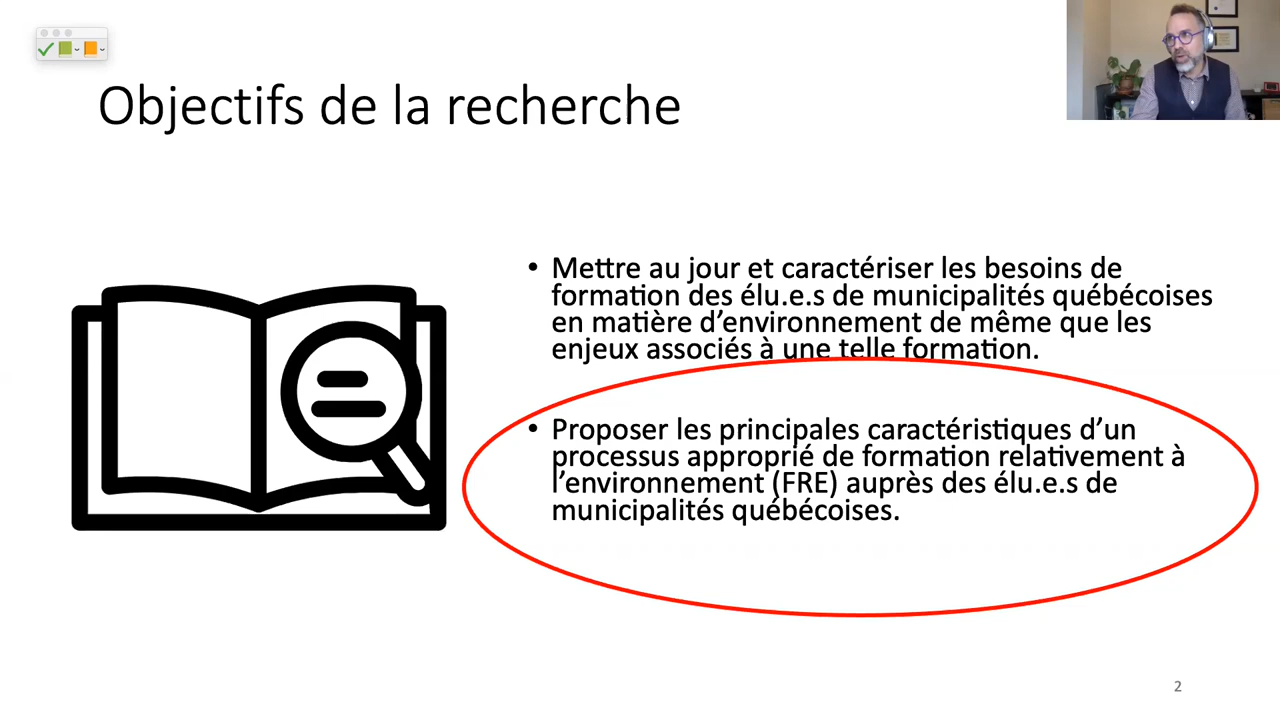 Objectifs de la recherche
• Mettre au jour et caractériser les besoins de
formation des élu.e.s de municipalités québécoises
en matière d’environnement de même que les
enjeux associés à une telle formation.
• Proposer les principales caractéristiques d’un
processus approprié de formation relativement à
l’environnement (FRE) auprès des élu.e.s de
municipalités québécoises.
2